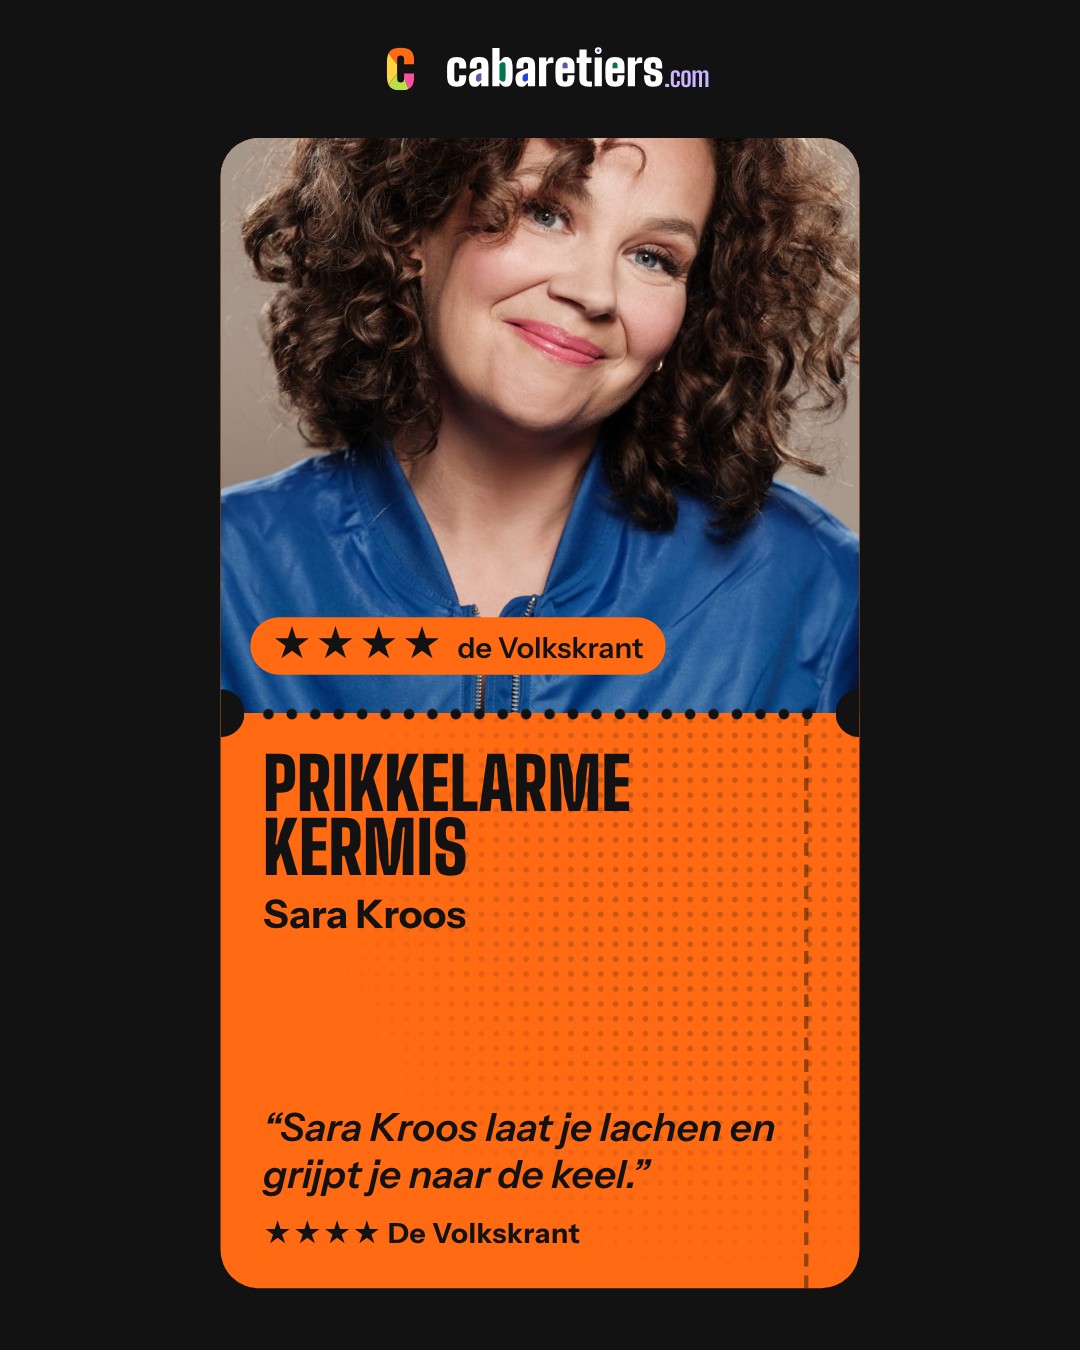 cabaretiers.com
★★★★ de Volkskrant
PRIKKELARME
KERMIS
Sara Kroos
“Sara Kroos laat je lachen en
grijpt je naar de keel.”
★★★★ De Volkskrant